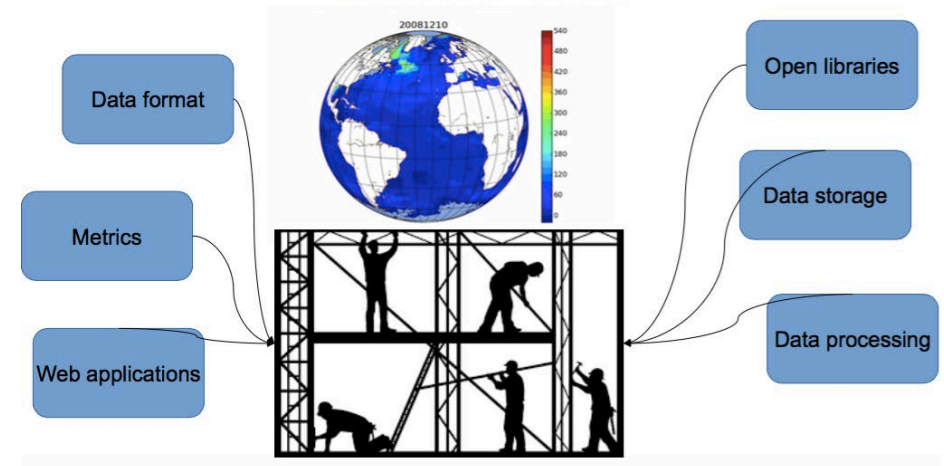 20081210
540
480
420
360
300
240
180
120
60
0
Data format
Metrics
Web applications
Open libraries
Data storage
Data processing